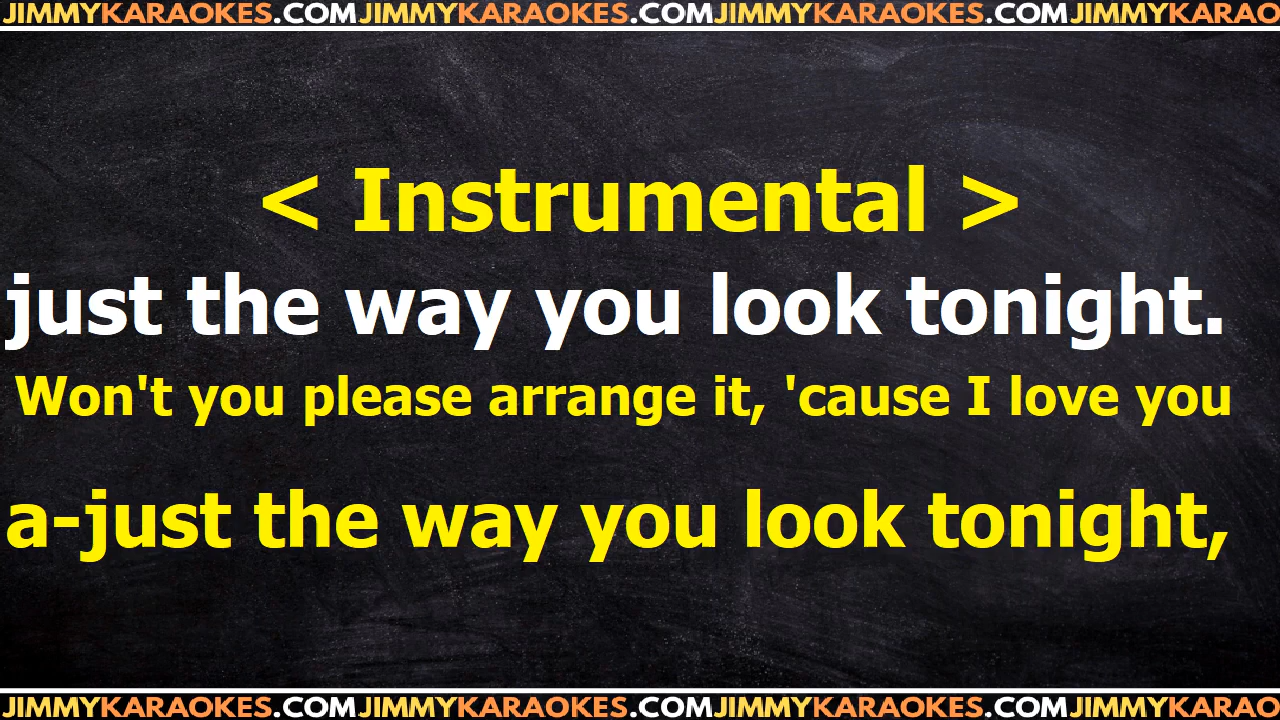 JIMMYKARAOKES.COMJIMMYKARAOKES.COMJIMMYKARAOKES.COMJIMMYKARAO
< Instrumental >
just the way you look tonight.
Won't you please arrange it, 'cause I love you
a-just the way you look tonight,
JIMMYKARAOKES.COMJIMMYKARAOKES.COMJIMMYKARAOKES.COMJIMMYKARAO